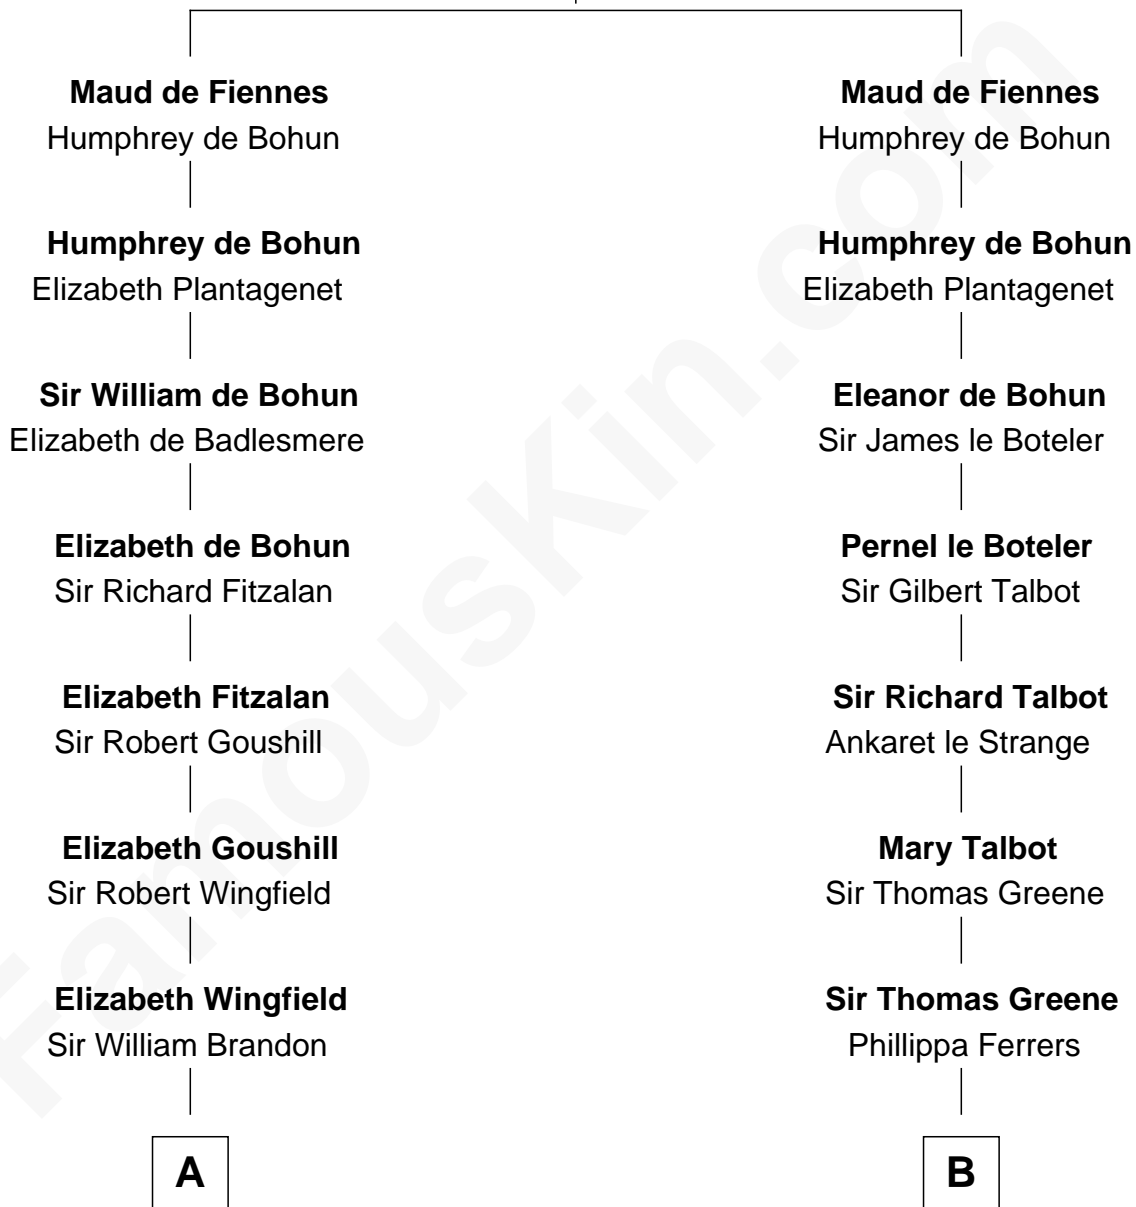 Maud de Fiennes
Humphrey de Bohun
Humphrey de Bohun
Elizabeth Plantagenet
Sir William de Bohun
Elizabeth de Badlesmere
Elizabeth de Bohun
Sir Richard Fitzalan
Elizabeth Fitzalan
Sir Robert Goushill
Elizabeth Goushill
Sir Robert Wingfield
Elizabeth Wingfield
Sir William Brandon
A
Maud de Fiennes
Humphrey de Bohun
Humphrey de Bohun
Elizabeth Plantagenet
Eleanor de Bohun
Sir James le Boteler
Pernel le Boteler
Sir Gilbert Talbot
Sir Richard Talbot
Ankaret le Strange
Mary Talbot
Sir Thomas Greene
Sir Thomas Greene
Phillippa Ferrers
B
FamousKin.com